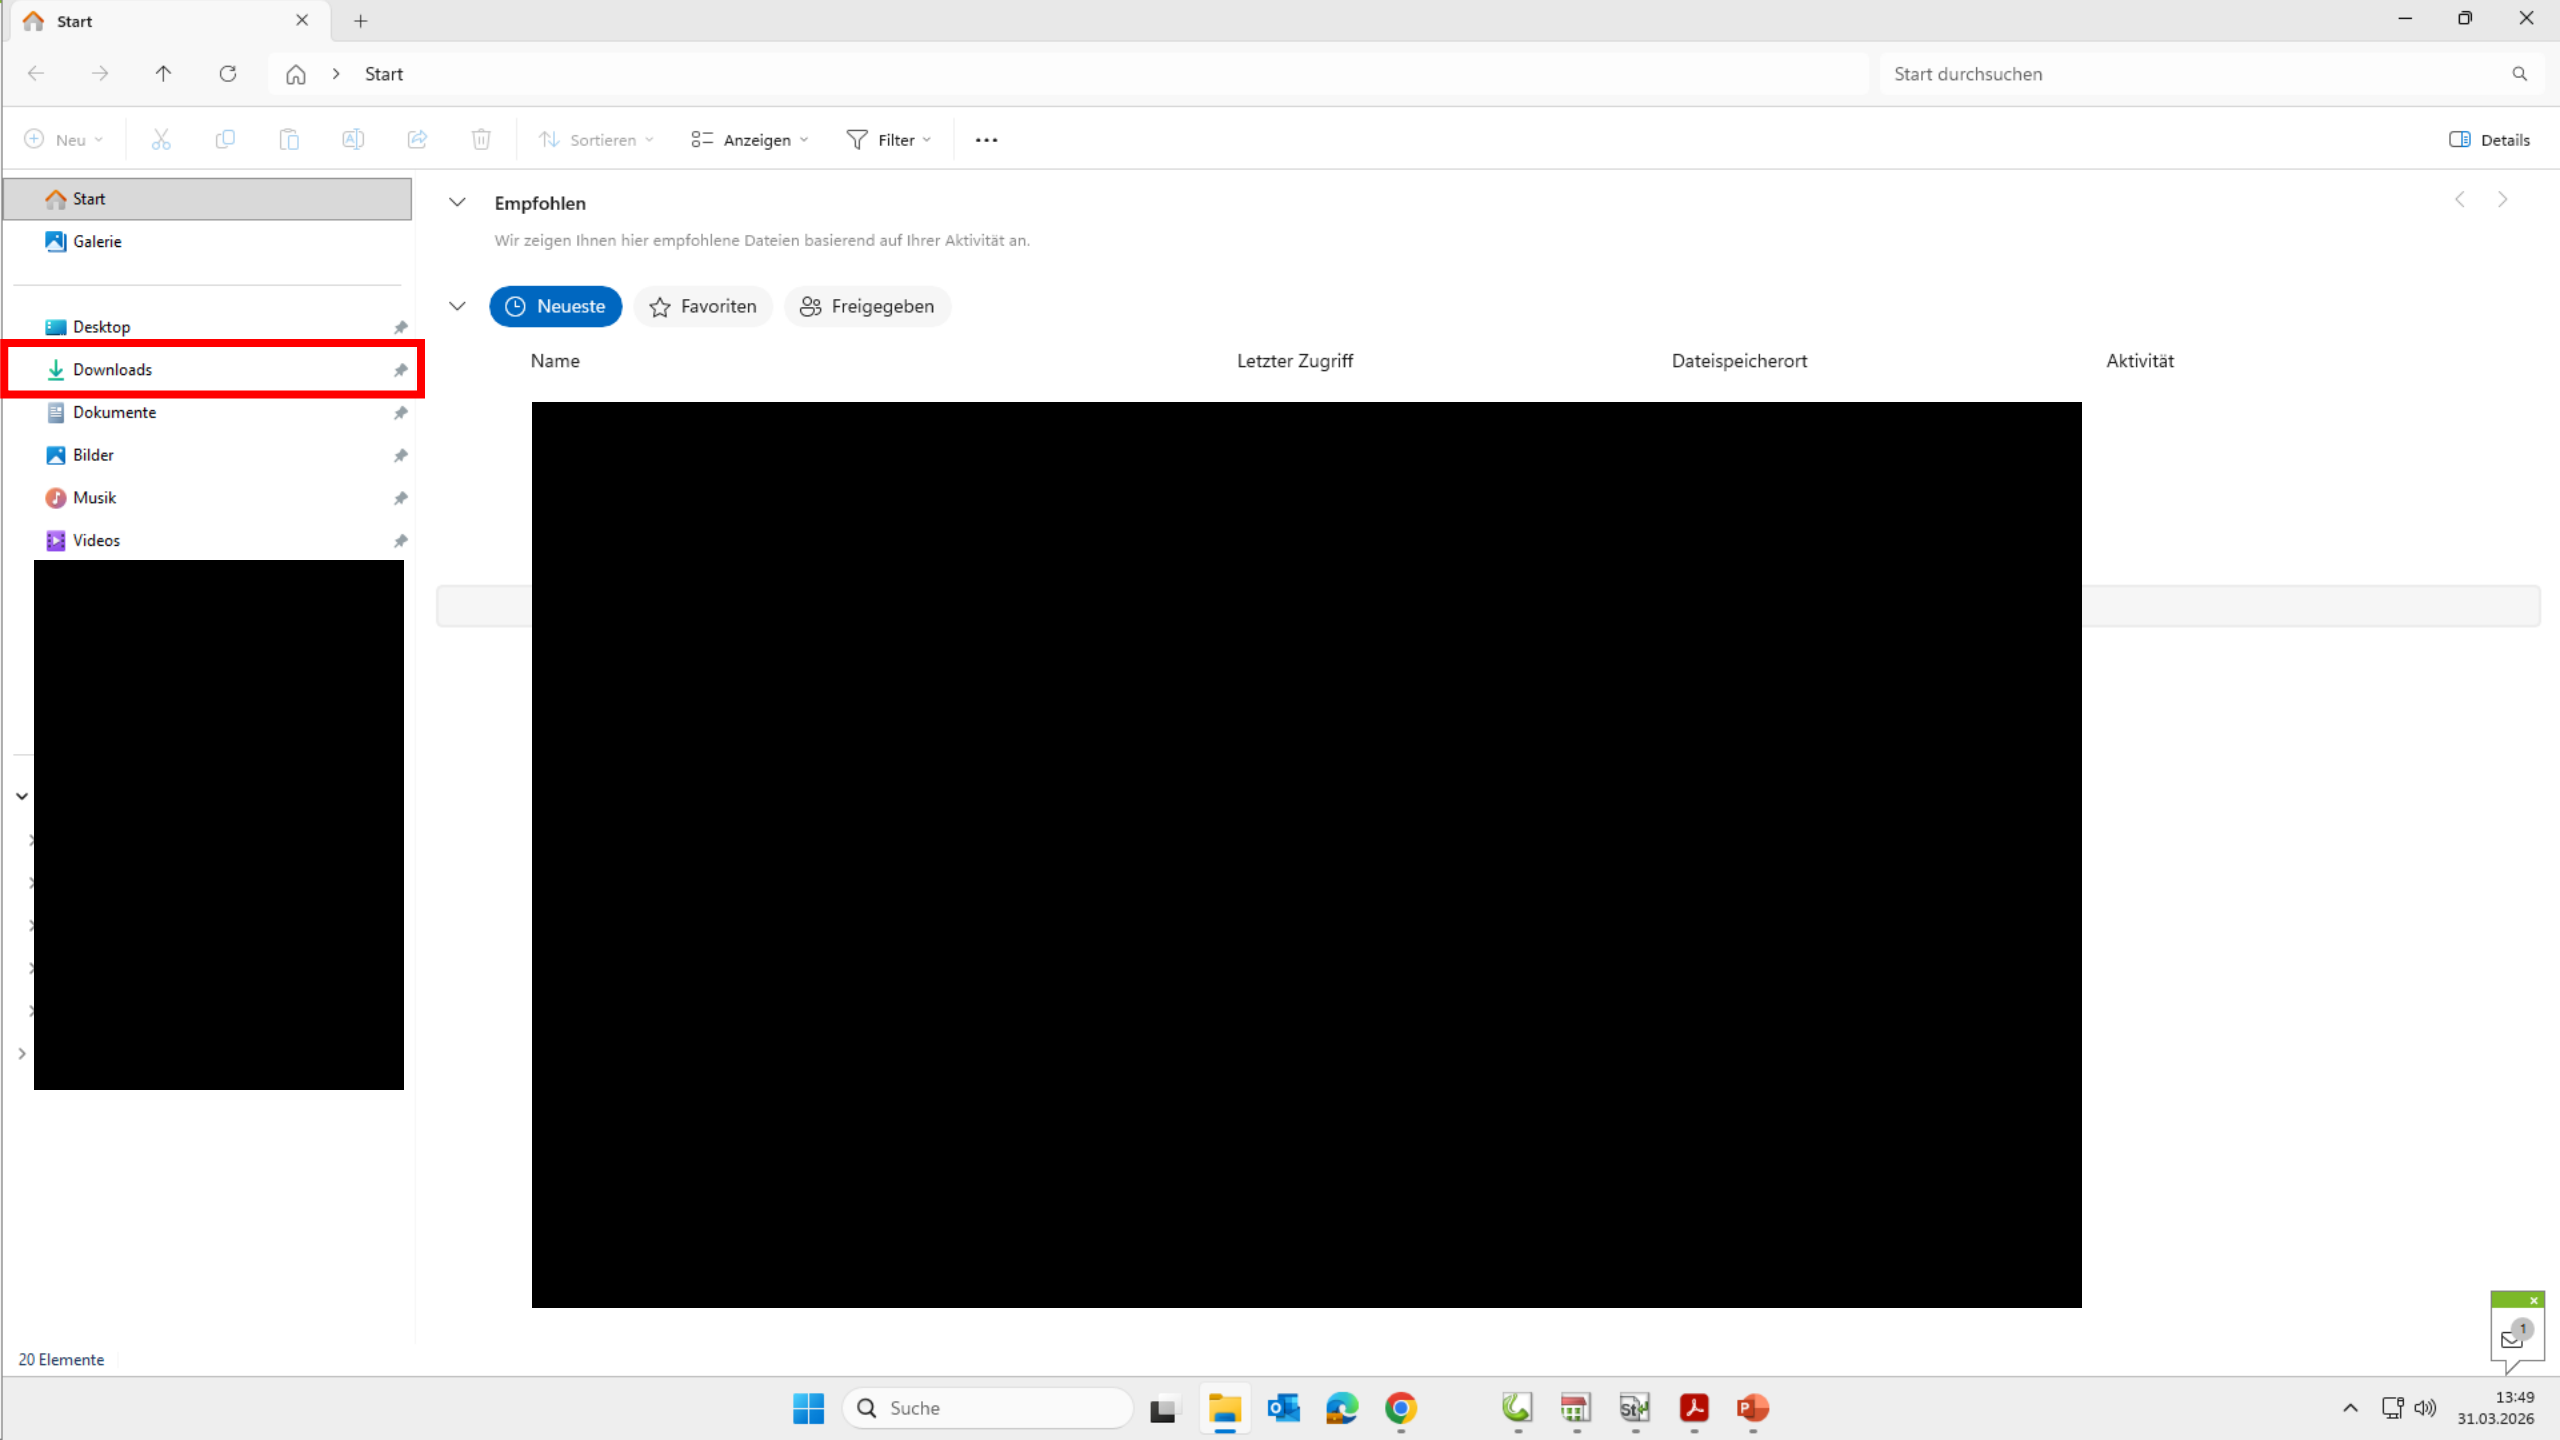 Start
Start
Start durchsuchen
Neu
Sortieren
Anzeigen
Filter
Details
Start
Galerie
Desktop
Downloads
Dokumente
Bilder
Musik
Videos
Empfohlen
Wir zeigen Ihnen hier empfohlene Dateien basierend auf Ihrer Aktivität an.
Neueste Favoriten Freigegeben
Name Letzter Zugriff Dateispeicherort Aktivität
1
20 Elemente
Suche
13:49
31.03.2026